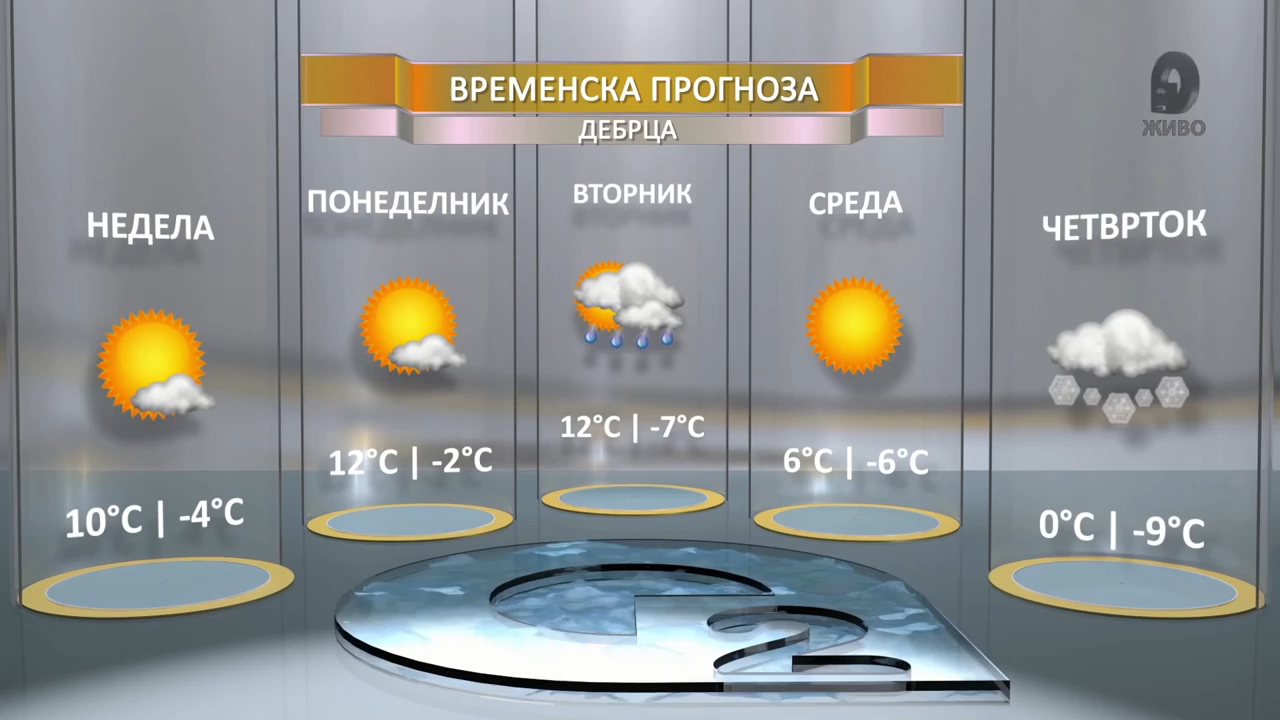 ВРЕМЕНСКА ПРОГНОЗА
ДЕБРЦА
ЖИВО
НЕДЕЛА
10°C | -4°C
ПОНЕДЕЛНИК
12°C | -2°C
ВТОРНИК
12°C | -7°C
СРЕДА
6°C | -6°C
ЧЕТВРТОК
0°C | -9°C
2